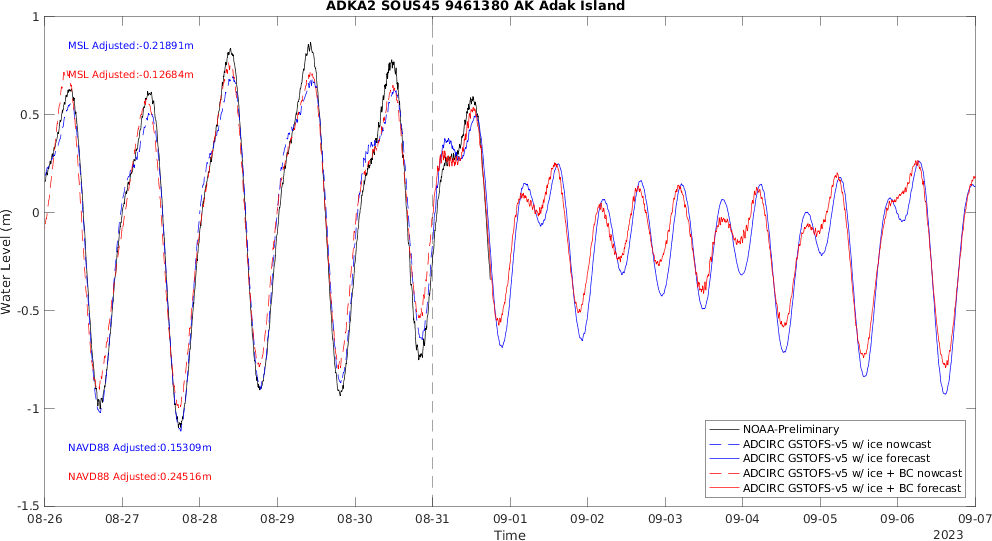 ADKA2 SOUS45 9461380 AK Adak Island
1
MSL Adjusted:-0.21891m
MSL Adjusted:-0.12684m
0.5
0
Water Level (m)
-0.5
-1
NAVD88 Adjusted:0.15309m
NAVD88 Adjusted:0.24516m
NOAA-Preliminary
ADCIRC GSTOFS-v5 w/ ice nowcast
ADCIRC GSTOFS-v5 w/ ice forecast
ADCIRC GSTOFS-v5 w/ ice + BC nowcast
ADCIRC GSTOFS-v5 w/ ice + BC forecast
-1.5
08-26 08-27 08-28 08-29 08-30 08-31 09-01 09-02 09-03 09-04 09-05 09-06 09-07
Time
2023